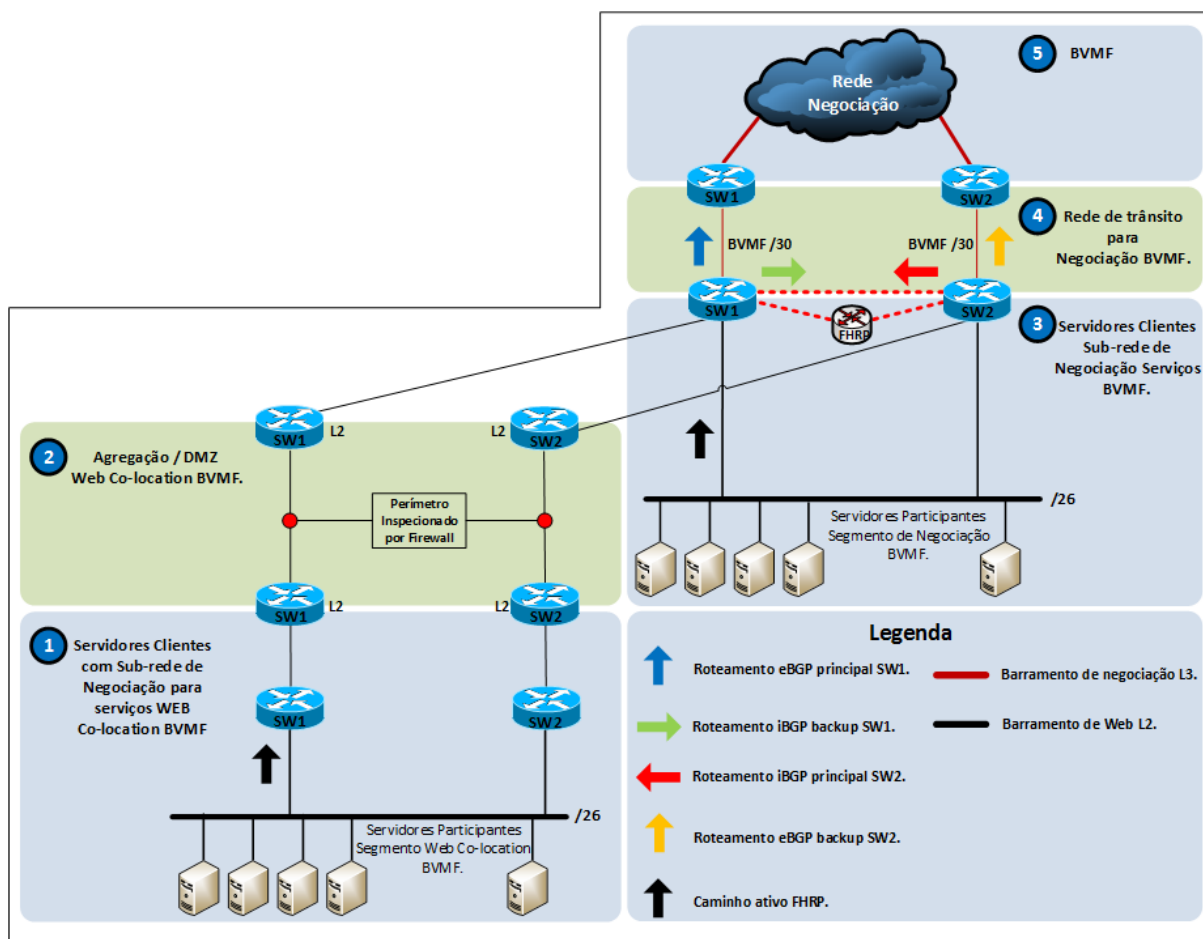 5
BVMF
Rede
Negociação
SW1
SW2
4
Rede de trânsito
para
Negociação BVMF.
BVMF /30
BVMF /30
SW1
SW2
FHRP
3
Servidores Clientes
Sub-rede de
Negociação Serviços
BVMF.
/26
Servidores Participantes
Segmento de Negociação
BVMF.
2
Agregação / DMZ
Web Co-location BVMF.
SW1
L2
L2
SW2
Perímetro
Inspecionado
por Firewall
SW1
L2
L2
SW2
1
Servidores Clientes
com Sub-rede de
Negociação para
serviços WEB
Co-location BVMF
SW1
SW2
/26
Servidores Participantes
Segmento Web Co-location
BVMF.
Legenda
Roteamento eBGP principal SW1.
Barramento de negociação L3.
Roteamento iBGP backup SW1.
Barramento de Web L2.
Roteamento iBGP principal SW2.
Roteamento eBGP backup SW2.
Caminho ativo FHRP.